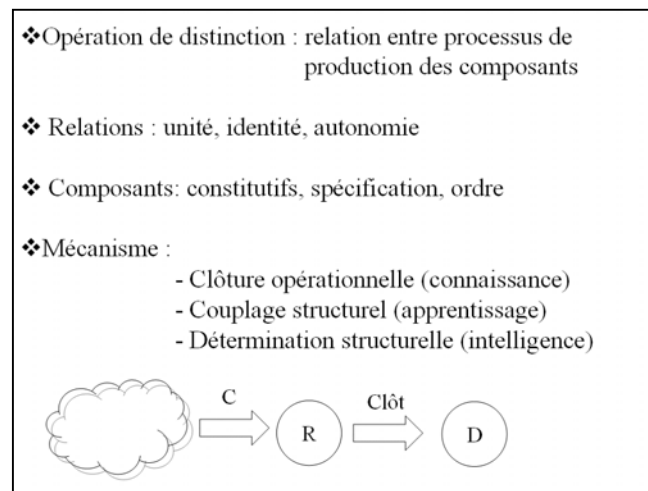 ❖Opération de distinction : relation entre processus de
production des composants
❖ Relations : unité, identité, autonomie
❖ Composants: constitutifs, spécification, ordre
❖Mécanisme :
- Clôture opérationnelle (connaissance)
- Couplage structurel (apprentissage)
- Détermination structurelle (intelligence)
C Clôt
R D